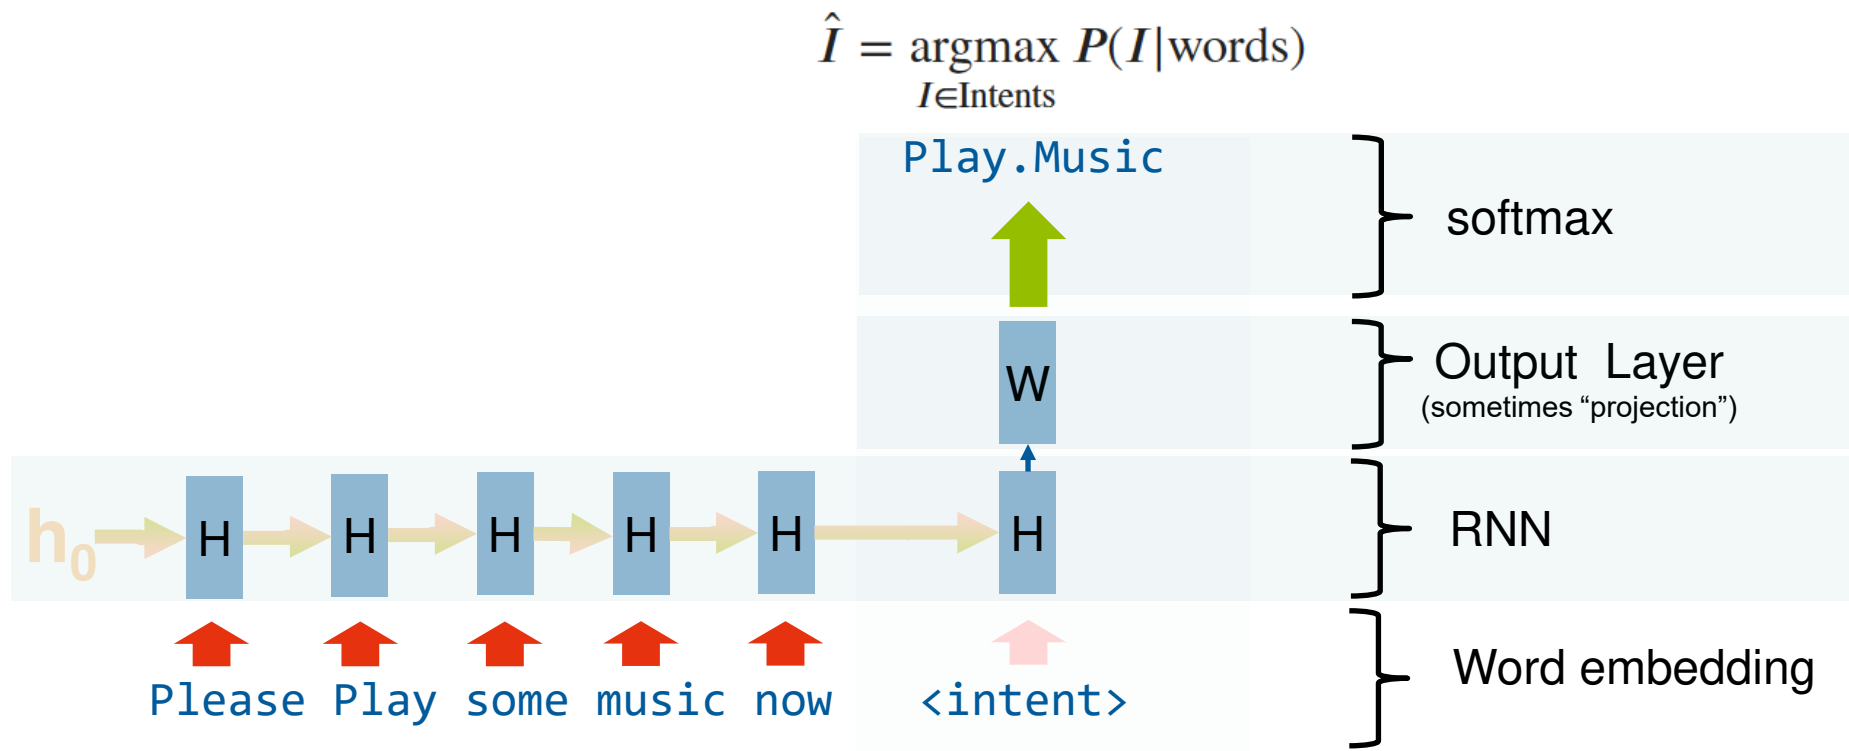 Î = argmax P(I|words)
I∈Intents
Play.Music
softmax
W
Output Layer
(sometimes “projection”)
h0
H
H
H
H
H
H
RNN
Please Play some music now <intent>
Word embedding